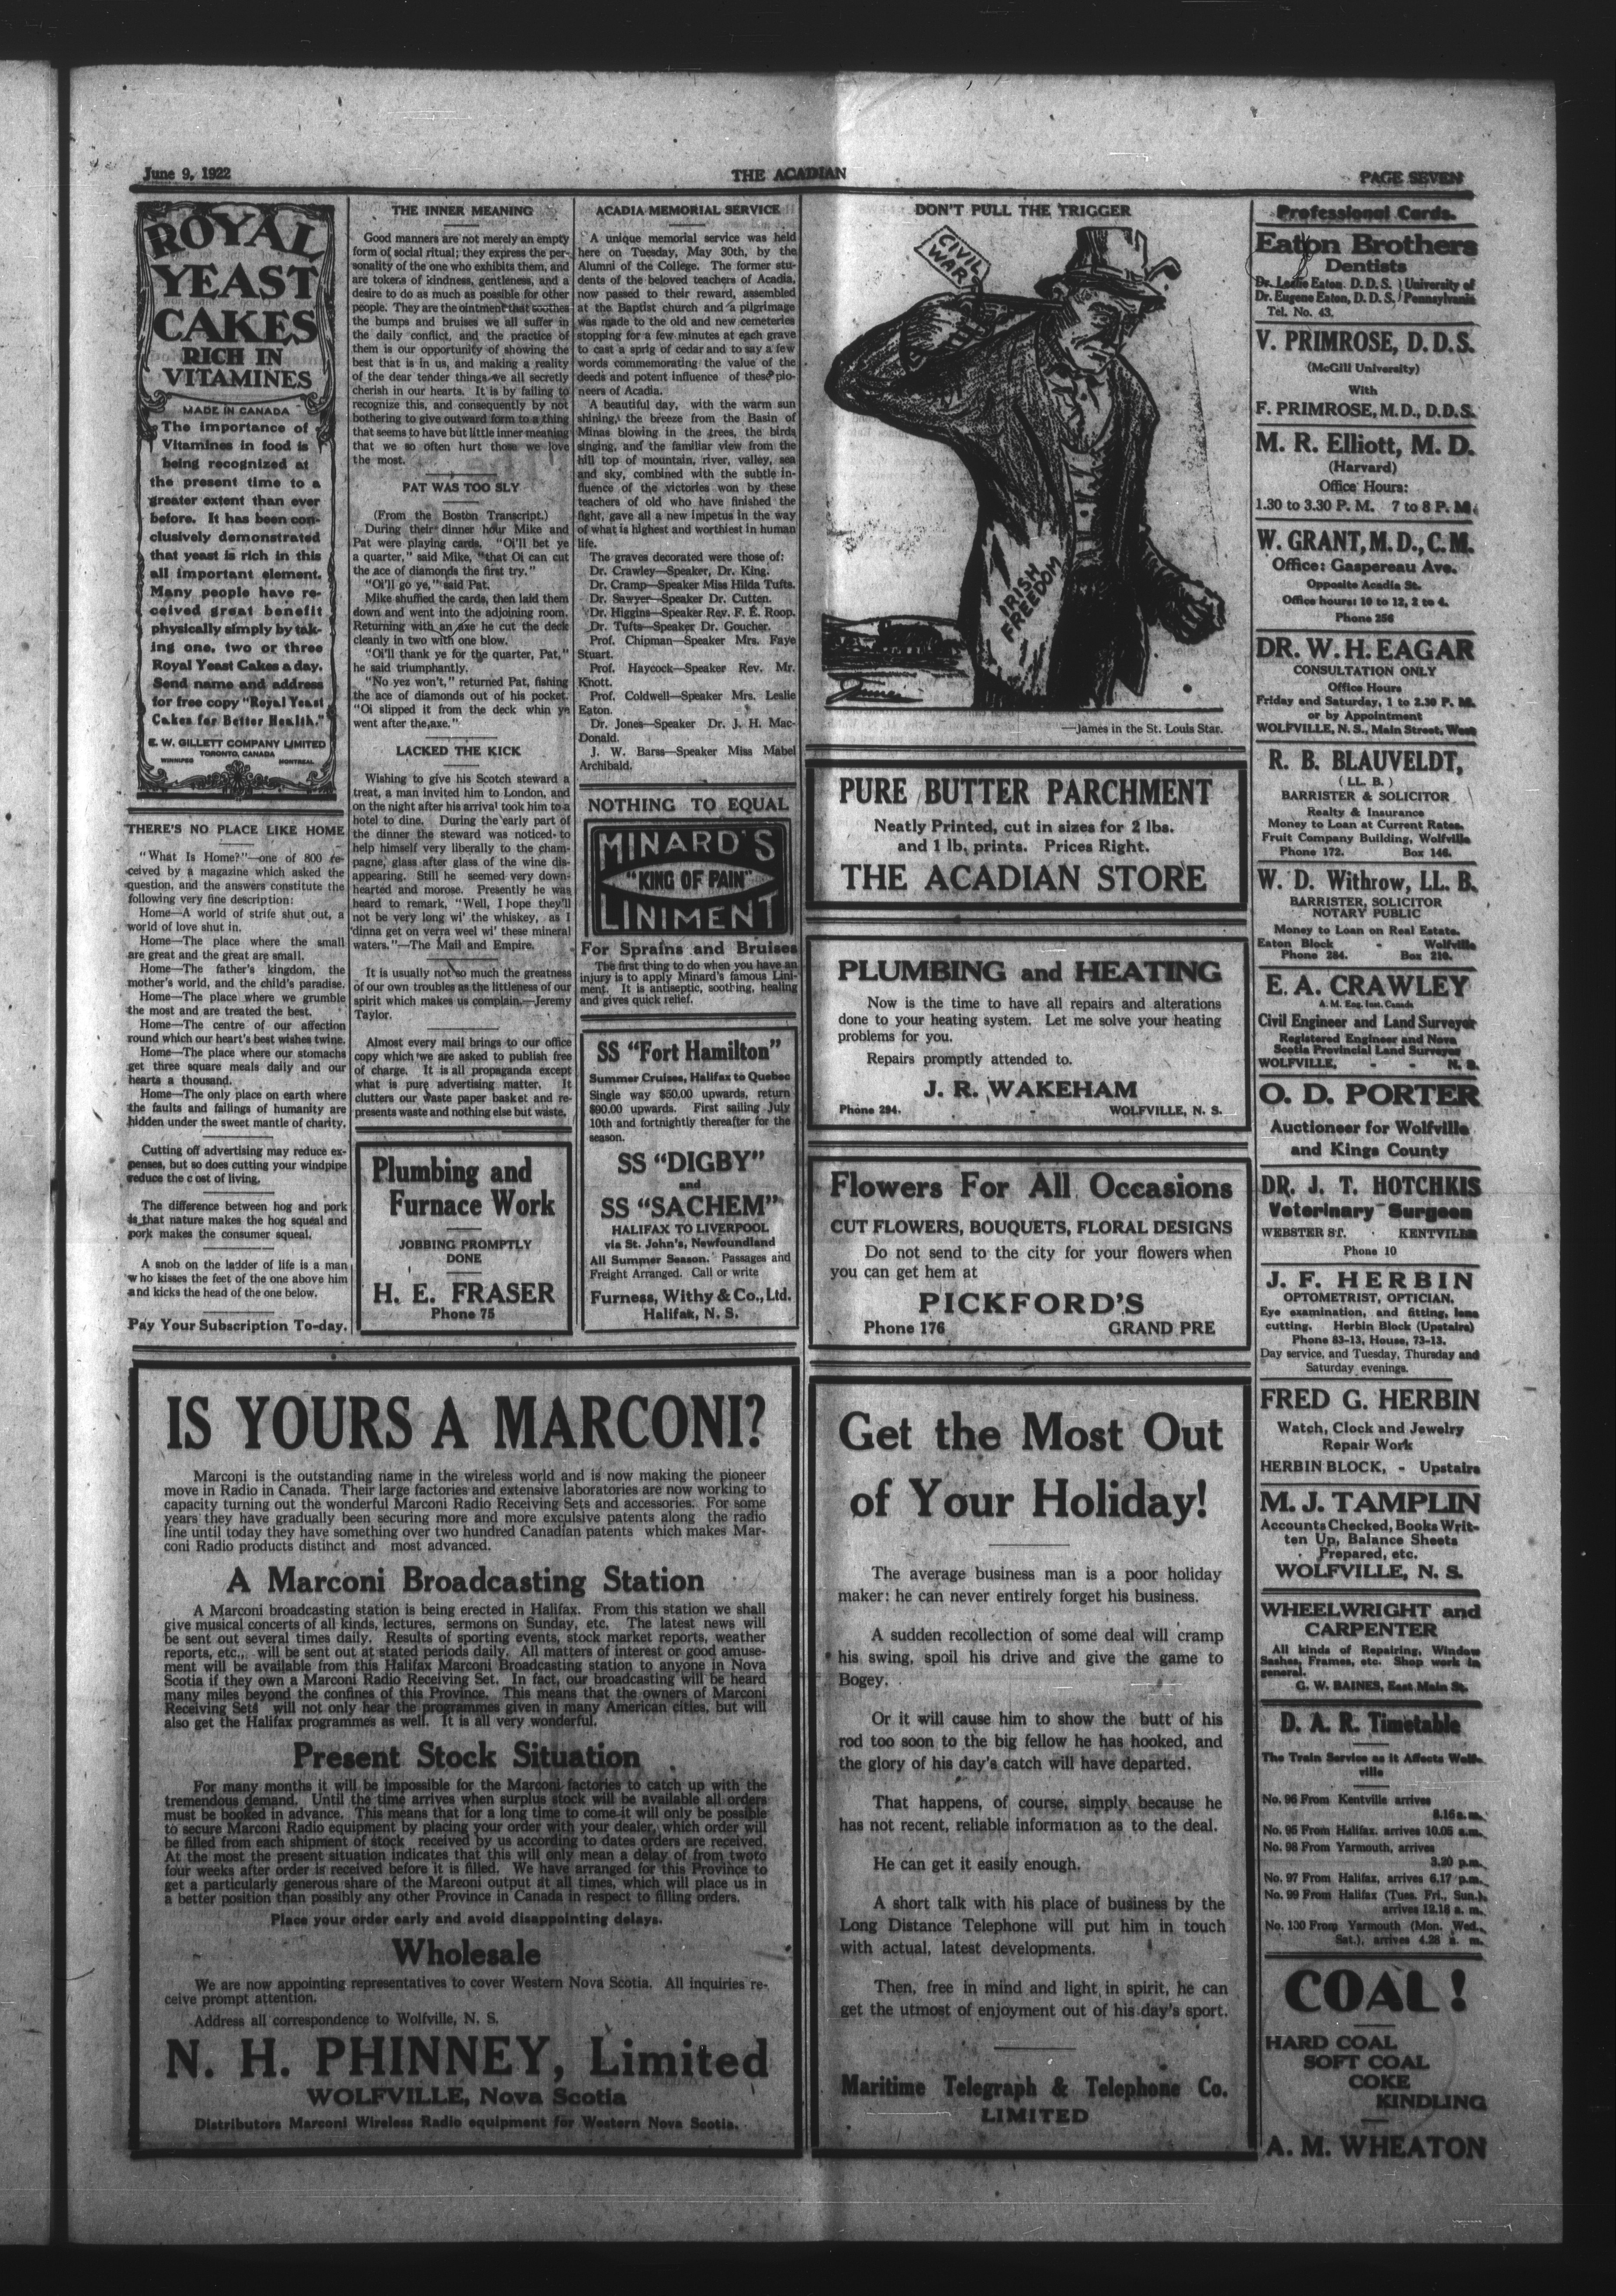 June 9, 1922
THE ACADIAN
PAGE SEVEN
ROYAL
YEAST
CAKES
RICH IN
VITAMINES
MADE IN CANADA
The importance of
Vitamines in food is
being recognized at
the present time to a
greater extent than ever
before. It has been con-
clusively demonstrated
that yeast is rich in this
all important element.
Many people have re-
ceived great benefit
physically simply by tak-
ing one, two or three
Royal Yeast Cakes a day.
Send name and address
for free copy "Royal Yeast
Cakes for Better Health."
E. W. GILLETT COMPANY LIMITED
TORONTO, CANADA
WINNIPEG MONTREAL
THERE'S NO PLACE LIKE HOME
"What Is Home?"—one of 800 re-
ceived by a magazine which asked the
question, and the answers constitute the
following very fine description:
Home—A world of strife shut out, a
world of love shut in.
Home—The place where the small
are great and the great are small.
Home—The father's kingdom, the
mother's world, and the child's paradise.
Home—The place where we grumble
the most and are treated the best.
Home—The centre of our affection
round which our heart's best wishes twine.
Home—The place where our stomachs
get three square meals daily and our
hearts a thousand.
Home—The only place on earth where
the faults and failings of humanity are
hidden under the sweet mantle of charity.
Cutting off advertising may reduce ex-
penses, but so does cutting your windpipe
reduce the cost of living.
The difference between hog and pork
is that nature makes the hog squeal and
pork makes the consumer squeal.
A snob on the ladder of life is a man
who kisses the feet of the one above him
and kicks the head of the one below.
Pay Your Subscription To-day.
THE INNER MEANING
Good manners are not merely an empty
form of social ritual; they express the per-
sonality of the one who exhibits them, and
are tokens of kindness, gentleness, and a
desire to do as much as possible for other
people. They are the ointment that soothes
the bumps and bruises we all suffer in
the daily conflict, and the practice of
them is our opportunity of showing the
best that is in us, and making a reality
of the dear tender things we all secretly
cherish in our hearts. It is by failing to
recognize this, and consequently by not
bothering to give outward form to a thing
that seems to have but little inner meaning
that we so often hurt those we love
the most.
PAT WAS TOO SLY
(From the Boston Transcript.)
During their dinner hour Mike and
Pat were playing cards. "Oi'll bet ye
a quarter," said Mike, "that Oi can cut
the ace of diamonds the first try."
"Oi'll go ye," said Pat.
Mike shuffled the cards, then laid them
down and went into the adjoining room.
Returning with an axe he cut the deck
cleanly in two with one blow.
"Oi'll thank ye for the quarter, Pat,"
he said triumphantly.
"No yez won't," returned Pat, fishing
the ace of diamonds out of his pocket.
"Oi slipped it from the deck whin ye
went after the axe."
LACKED THE KICK
Wishing to give his Scotch steward a
treat, a man invited him to London, and
on the night after his arrival took him to a
hotel to dine. During the early part of
the dinner the steward was noticed to
help himself very liberally to the cham-
pagne, glass after glass of the wine dis-
appearing. Still he seemed very down-
hearted and morose. Presently he was
heard to remark, "Well, I hope they'll
not be very long wi' the whiskey, as I
dinna get on verra weel wi' these mineral
waters."—The Mail and Empire.
It is usually not so much the greatness
of our own troubles as the littleness of our
spirit which makes us complain.—Jeremy
Taylor.
Almost every mail brings to our office
copy which we are asked to publish free
of charge. It is all propaganda except
what is pure advertising matter. It
clutters our waste paper basket and re-
presents waste and nothing else but waste.
Plumbing and
Furnace Work
JOBBING PROMPTLY
DONE
H. E. FRASER
Phone 75
ACADIA MEMORIAL SERVICE
A unique memorial service was held
here on Tuesday, May 30th, by the
Alumni of the College. The former stu-
dents of the beloved teachers of Acadia,
now passed to their reward, assembled
at the Baptist church and a pilgrimage
was made to the old and new cemeteries
stopping for a few minutes at each grave
to cast a sprig of cedar and to say a few
words commemorating the value of the
deeds and potent influence of these pio-
neers of Acadia.
A beautiful day, with the warm sun
shining, the breeze from the Basin of
Minas blowing in the trees, the birds
singing, and the familiar view from the
hill top of mountain, river, valley, sea
and sky, combined with the subtle in-
fluence of the victories won by these
teachers of old who have finished the
fight, gave all a new impetus in the way
of what is highest and worthiest in human
life.
The graves decorated were those of:
Dr. Crawley—Speaker, Dr. King.
Dr. Cramp—Speaker Miss Hilda Tufts.
Dr. Sawyer—Speaker Dr. Cutten.
Dr. Higgins—Speaker Rev. F. E. Roop.
Dr. Tufts—Speaker Dr. Goucher.
Prof. Chipman—Speaker Mrs. Faye
Stuart.
Prof. Haycock—Speaker Rev. Mr.
Knott.
Prof. Coldwell—Speaker Mrs. Leslie
Eaton.
Dr. Jones—Speaker Dr. J. H. Mac-
Donald.
J. W. Barss—Speaker Miss Mabel
Archibald.
NOTHING TO EQUAL
MINARD'S
"KING OF PAIN"
LINIMENT
For Sprains and Bruises
The first thing to do when you have an
injury is to apply Minard's famous Lini-
ment. It is antiseptic, soothing, healing
and gives quick relief.
SS "Fort Hamilton"
Summer Cruises, Halifax to Quebec
Single way $50.00 upwards, return
$90.00 upwards. First sailing July
10th and fortnightly thereafter for the
season.
SS "DIGBY"
and
SS "SACHEM"
HALIFAX TO LIVERPOOL
via St. John's, Newfoundland
All Summer Season. Passages and
Freight Arranged. Call or write
Furness, Withy & Co., Ltd.
Halifax, N. S.
DON'T PULL THE TRIGGER
CIVIL
WAR
IRISH
FREEDOM
—James in the St. Louis Star.
PURE BUTTER PARCHMENT
Neatly Printed, cut in sizes for 2 lbs.
and 1 lb. prints. Prices Right.
THE ACADIAN STORE
PLUMBING and HEATING
Now is the time to have all repairs and alterations
done to your heating system. Let me solve your heating
problems for you.
Repairs promptly attended to.
J. R. WAKEHAM
Phone 294. WOLFVILLE, N. S.
Flowers For All Occasions
CUT FLOWERS, BOUQUETS, FLORAL DESIGNS
Do not send to the city for your flowers when
you can get hem at
PICKFORD'S
Phone 176 GRAND PRE
IS YOURS A MARCONI?
Marconi is the outstanding name in the wireless world and is now making the pioneer
move in Radio in Canada. Their large factories and extensive laboratories are now working to
capacity turning out the wonderful Marconi Radio Receiving Sets and accessories. For some
years they have gradually been securing more and more exculsive patents along the radio
line until today they have something over two hundred Canadian patents which makes Mar-
coni Radio products distinct and most advanced.
A Marconi Broadcasting Station
A Marconi broadcasting station is being erected in Halifax. From this station we shall
give musical concerts of all kinds, lectures, sermons on Sunday, etc. The latest news will
be sent out several times daily. Results of sporting events, stock market reports, weather
reports, etc., will be sent out at stated periods daily. All matters of interest or good amuse-
ment will be available from this Halifax Marconi Broadcasting station to anyone in Nova
Scotia if they own a Marconi Radio Receiving Set. In fact, our broadcasting will be heard
many miles beyond the confines of this Province. This means that the owners of Marconi
Receiving Sets will not only hear the programmes given in many American cities, but will
also get the Halifax programmes as well. It is all very wonderful.
Present Stock Situation
For many months it will be impossible for the Marconi factories to catch up with the
tremendous demand. Until the time arrives when surplus stock will be available all orders
must be booked in advance. This means that for a long time to come it will only be possible
to secure Marconi Radio equipment by placing your order with your dealer, which order will
be filled from each shipment of stock received by us according to dates orders are received.
At the most the present situation indicates that this will only mean a delay of from twoto
four weeks after order is received before it is filled. We have arranged for this Province to
get a particularly generous share of the Marconi output at all times, which will place us in
a better position than possibly any other Province in Canada in respect to filling orders.
Place your order early and avoid disappointing delays.
Wholesale
We are now appointing representatives to cover Western Nova Scotia. All inquiries re-
ceive prompt attention.
Address all correspondence to Wolfville, N. S.
N. H. PHINNEY, Limited
WOLFVILLE, Nova Scotia
Distributors Marconi Wireless Radio equipment for Western Nova Scotia.
Get the Most Out
of Your Holiday!
The average business man is a poor holiday
maker: he can never entirely forget his business.
A sudden recollection of some deal will cramp
his swing, spoil his drive and give the game to
Bogey.
Or it will cause him to show the butt of his
rod too soon to the big fellow he has hooked, and
the glory of his day's catch will have departed.
That happens, of course, simply because he
has not recent, reliable information as to the deal.
He can get it easily enough.
A short talk with his place of business by the
Long Distance Telephone will put him in touch
with actual, latest developments.
Then, free in mind and light in spirit, he can
get the utmost of enjoyment out of his day's sport.
Maritime Telegraph & Telephone Co.
LIMITED
Professional Cards.
Eaton Brothers
Dentists
Dr. Leslie Eaton, D. D. S. University of
Dr. Eugene Eaton, D. D. S. Pennsylvania
Tel. No. 43.
V. PRIMROSE, D. D. S.
(McGill University)
With
F. PRIMROSE, M.D., D.D.S.
M. R. Elliott, M. D.
(Harvard)
Office Hours:
1.30 to 3.30 P. M. 7 to 8 P. M.
W. GRANT, M. D., C. M.
Office: Gaspereau Ave.
Opposite Acadia St.
Office hours: 10 to 12, 2 to 4.
Phone 256
DR. W. H. EAGAR
CONSULTATION ONLY
Office Hours
Friday and Saturday, 1 to 2.30 P. M.
or by Appointment
WOLFVILLE, N. S., Main Street, West
R. B. BLAUVELDT,
(LL. B.)
BARRISTER & SOLICITOR
Realty & Insurance
Money to Loan at Current Rates.
Fruit Company Building, Wolfville
Phone 172. Box 146.
W. D. Withrow, LL. B.
BARRISTER, SOLICITOR
NOTARY PUBLIC
Money to Loan on Real Estate.
Eaton Block - Wolfville
Phone 284. Box 210.
E. A. CRAWLEY
A. M. Eng. Inst. Canada
Civil Engineer and Land Surveyor
Registered Engineer and Nova
Scotia Provincial Land Surveyor
WOLFVILLE, - - N. S.
O. D. PORTER
Auctioneer for Wolfville
and Kings County
DR. J. T. HOTCHKIS
Veterinary Surgeon
WEBSTER ST. KENTVILLE
Phone 10
J. F. HERBIN
OPTOMETRIST, OPTICIAN.
Eye examination, and fitting, lens
cutting. Herbin Block (Upstairs)
Phone 83-13, House, 73-13.
Day service, and Tuesday, Thursday and
Saturday evenings.
FRED G. HERBIN
Watch, Clock and Jewelry
Repair Work
HERBIN BLOCK, - Upstairs
M. J. TAMPLIN
Accounts Checked, Books Writ-
ten Up, Balance Sheets
Prepared, etc.
WOLFVILLE, N. S.
WHEELWRIGHT and
CARPENTER
All kinds of Repairing, Window
Sashes, Frames, etc. Shop work in
general.
G. W. BAINES, East Main St.
D. A. R. Timetable
The Train Service as it Affects Wolf-
ville
No. 96 From Kentville arrives
8.16 a. m.
No. 95 From Halifax, arrives 10.05 a.m.
No. 98 From Yarmouth, arrives
3.20 p.m.
No. 97 From Halifax, arrives 6.17 p.m.
No. 99 From Halifax (Tues. Fri., Sun.),
arrives 12.18 a. m.
No. 100 From Yarmouth (Mon. Wed.,
Sat.), arrives 4.28 a. m.
COAL!
HARD COAL
SOFT COAL
COKE
KINDLING
A. M. WHEATON